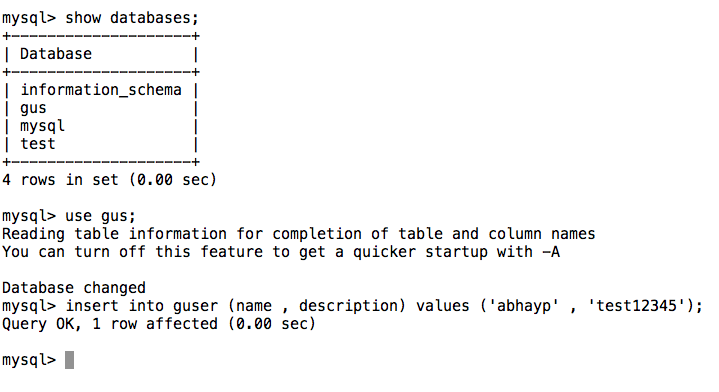 mysql> show databases;
+--------------------+
| Database           |
+--------------------+
| information_schema |
| gus                |
| mysql              |
| test               |
+--------------------+
4 rows in set (0.00 sec)

mysql> use gus;
Reading table information for completion of table and column names
You can turn off this feature to get a quicker startup with -A

Database changed
mysql> insert into guser (name , description) values ('abhayp' , 'test12345');
Query OK, 1 row affected (0.00 sec)

mysql>